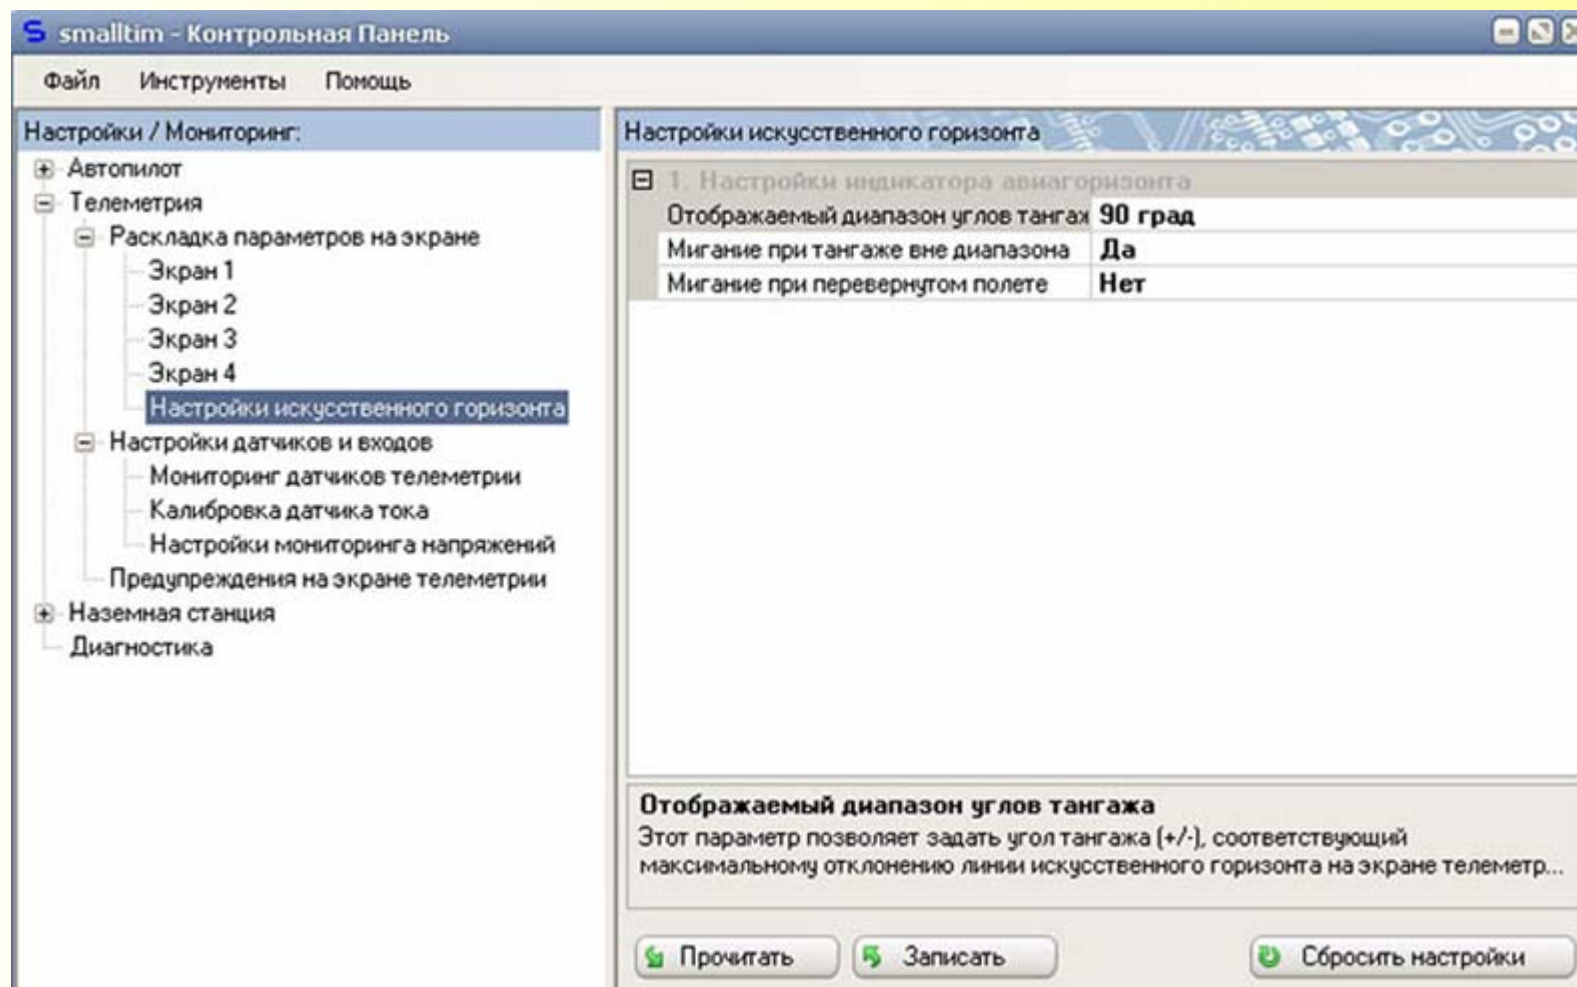 smalltim - Контрольная Панель
Файл Инструменты Помощь
Настройки / Мониторинг:
Автопилот
Телеметрия
Раскладка параметров на экране
Экран 1
Экран 2
Экран 3
Экран 4
Настройки искусственного горизонта
Настройки датчиков и входов
Мониторинг датчиков телеметрии
Калибровка датчика тока
Настройки мониторинга напряжений
Предупреждения на экране телеметрии
Наземная станция
Диагностика
Настройки искусственного горизонта
1. Настройки индикатора авиагоризонта
Отображаемый диапазон углов тангаж 90 град
Мигание при тангаже вне диапазона Да
Мигание при перевернутом полете Нет
Отображаемый диапазон углов тангажа
Этот параметр позволяет задать угол тангажа (+/-), соответствующий
максимальному отклонению линии искусственного горизонта на экране телеметр...
Прочитать Записать Сбросить настройки